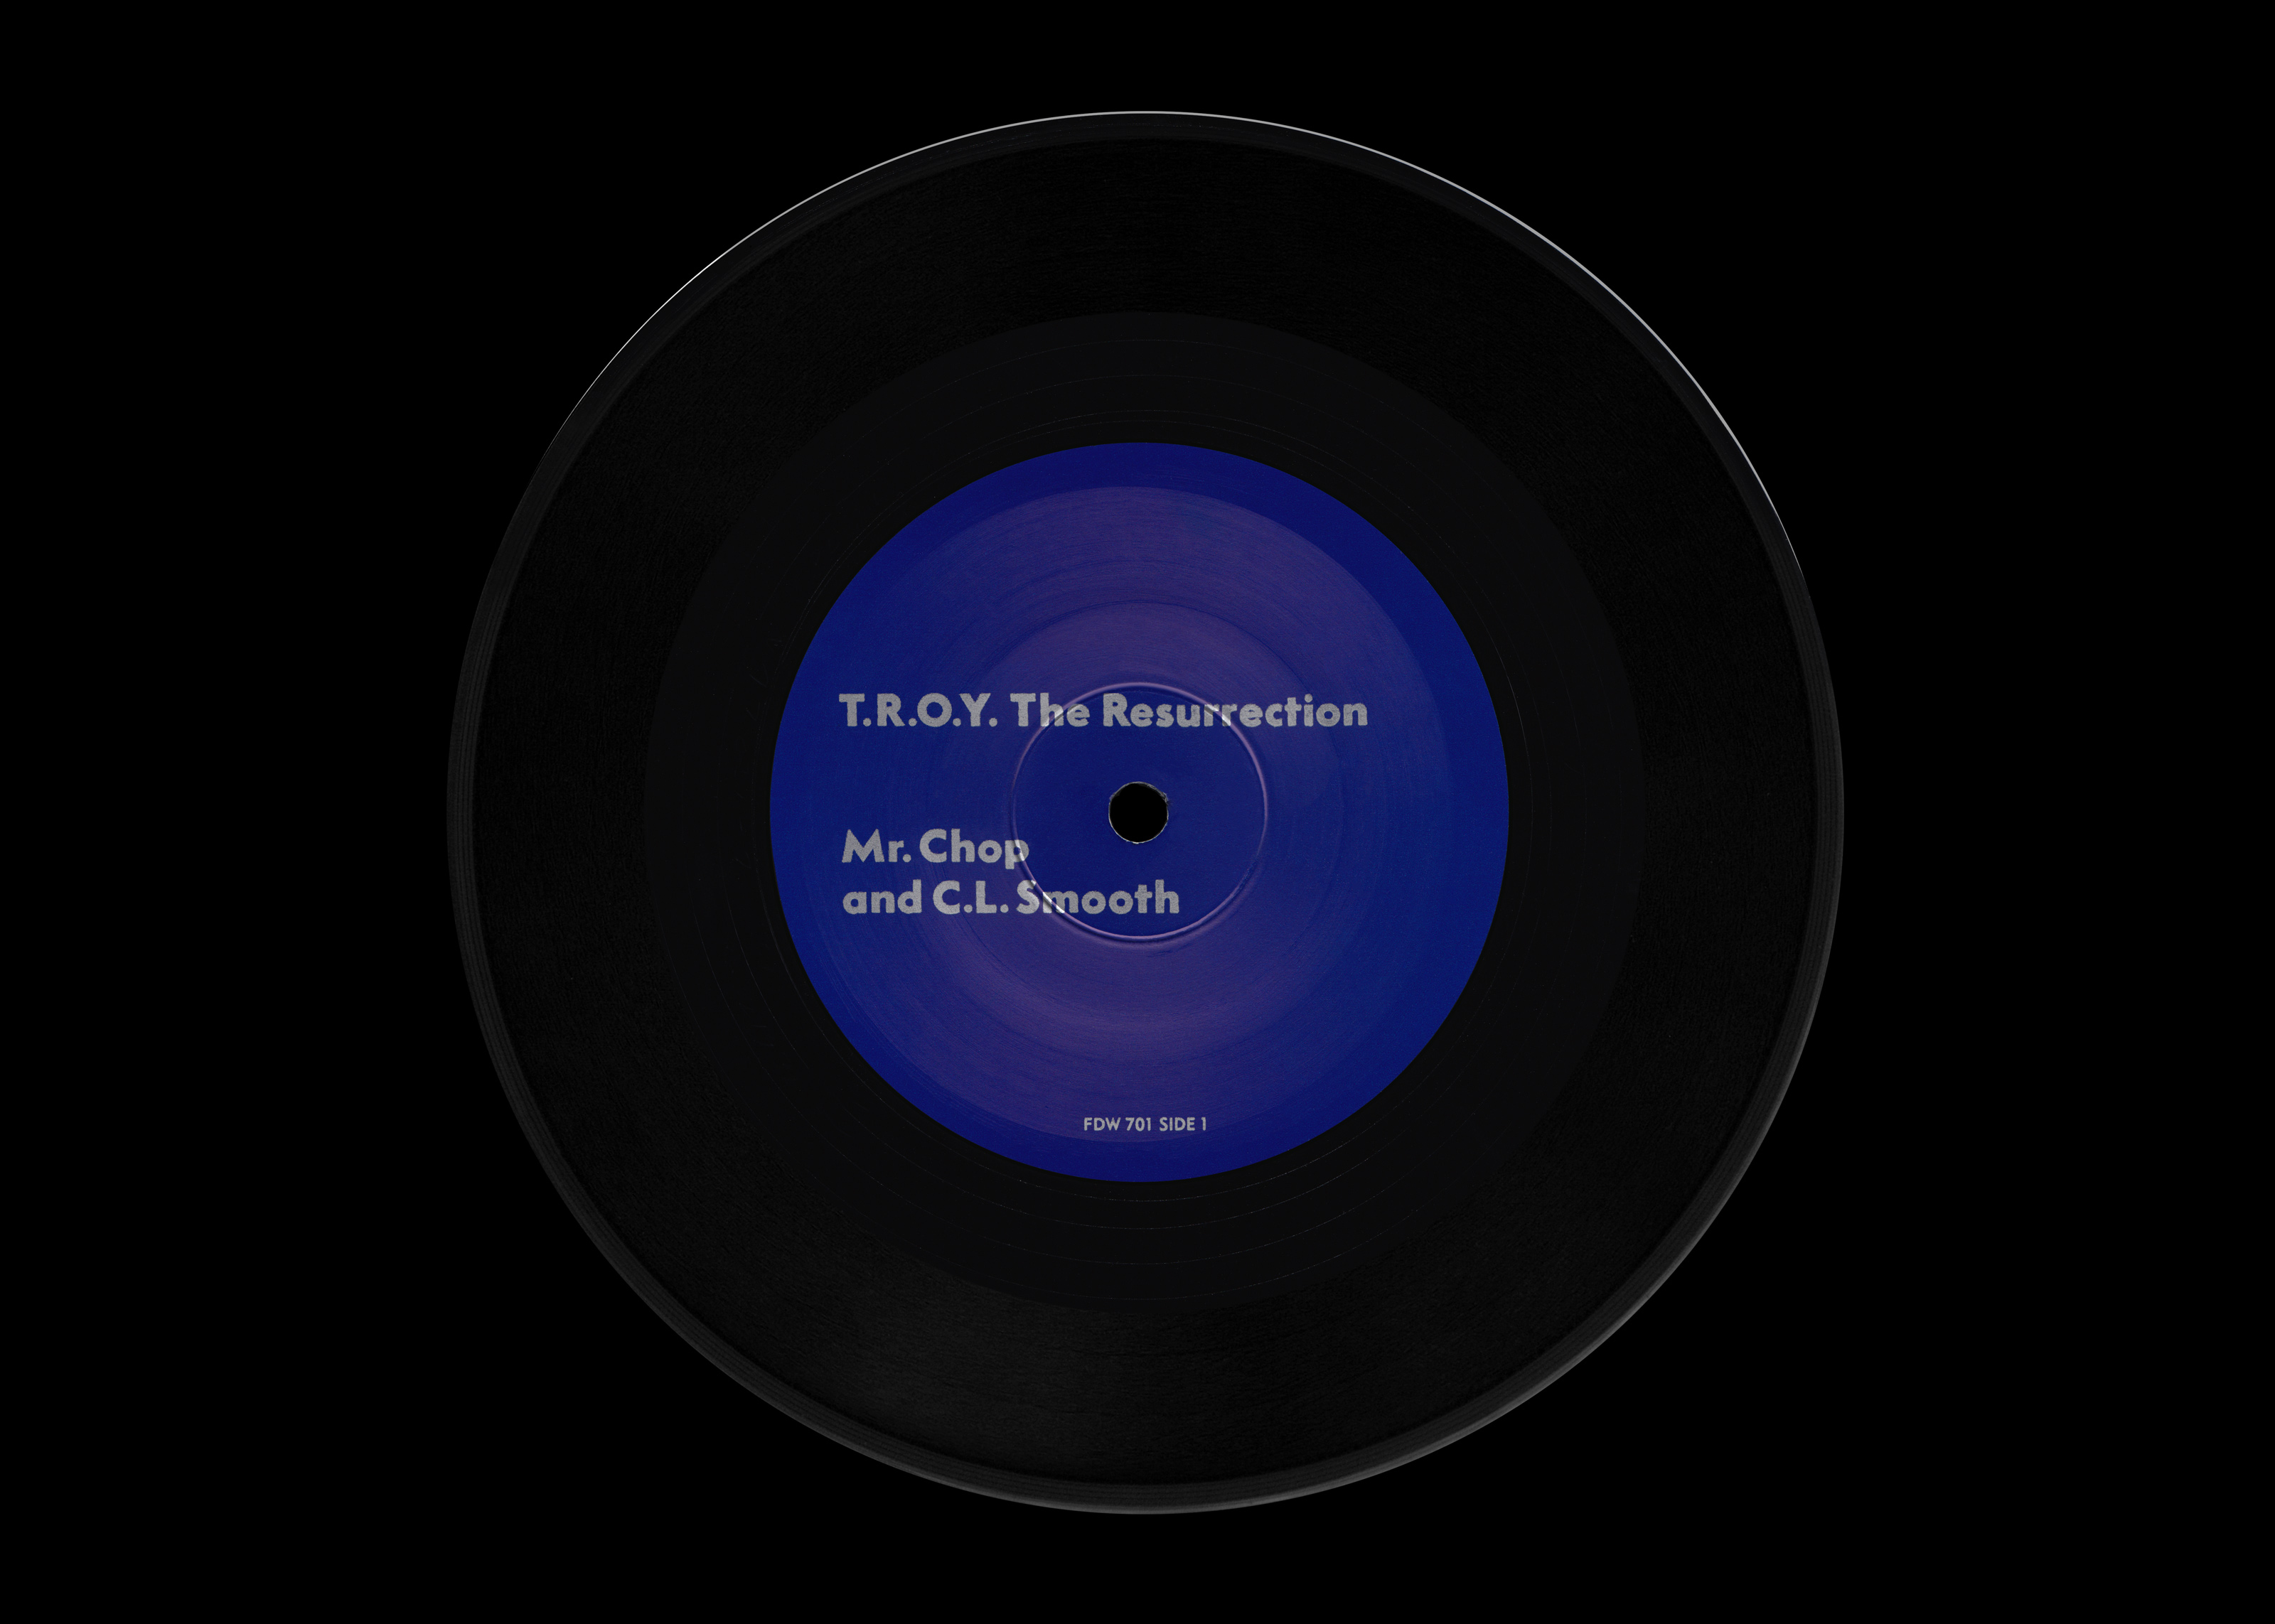 T.R.O.Y. The Resurrection
Mr. Chop
and C.L. Smooth
FDW 701 SIDE 1